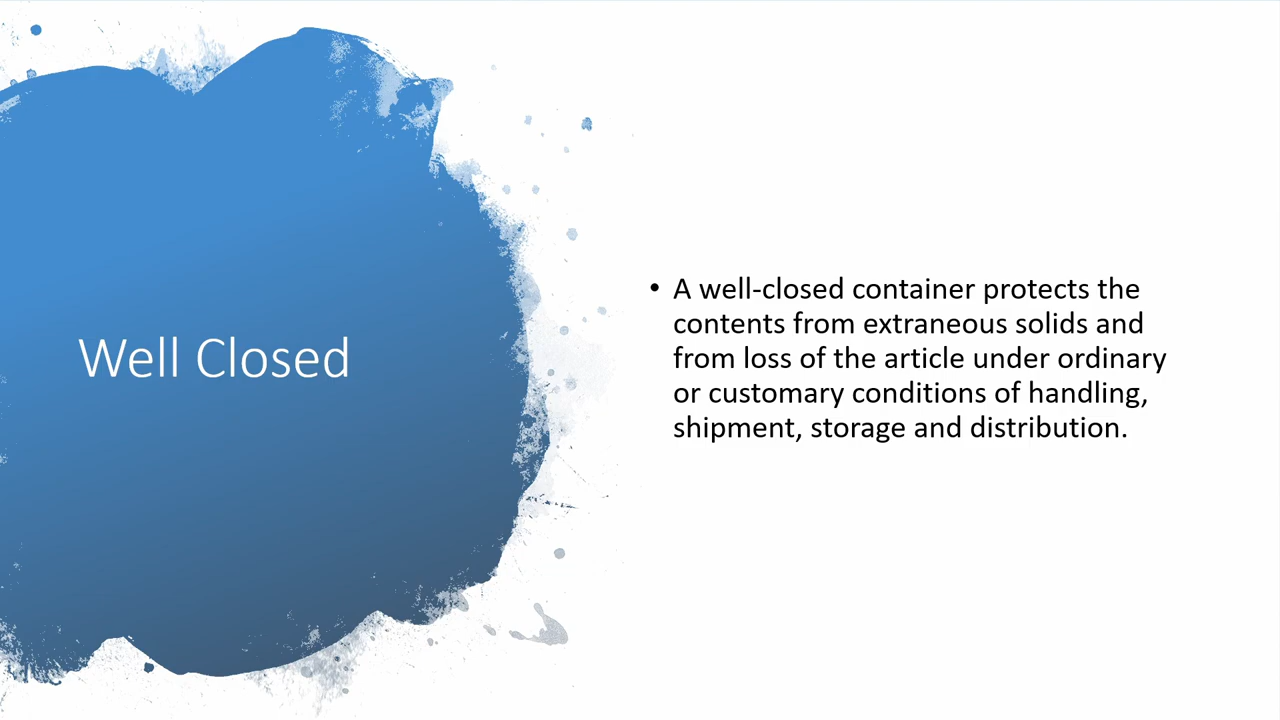 Well Closed
• A well-closed container protects the
contents from extraneous solids and
from loss of the article under ordinary
or customary conditions of handling,
shipment, storage and distribution.